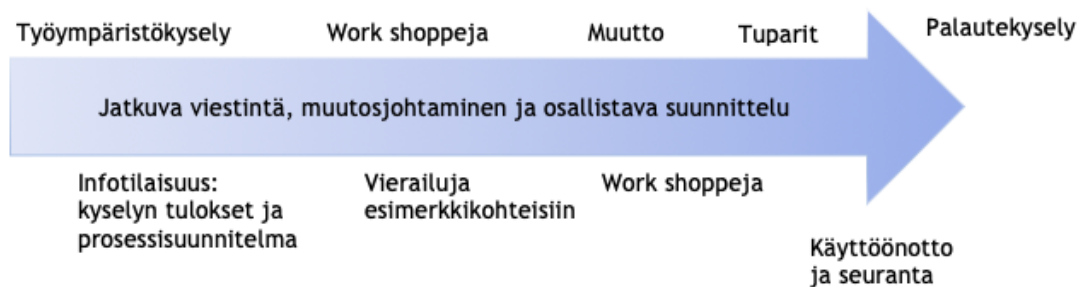 Työympäristökysely
Work shoppeja
Muutto
Tuparit
Palautekysely
Jatkuva viestintä, muutosjohtaminen ja osallistava suunnittelu
Infotilaisuus:
kyselyn tulokset ja
prosessisuunnitelma
Vierailuja
esimerkkikohteisiin
Work shoppeja
Käyttöönotto
ja seuranta